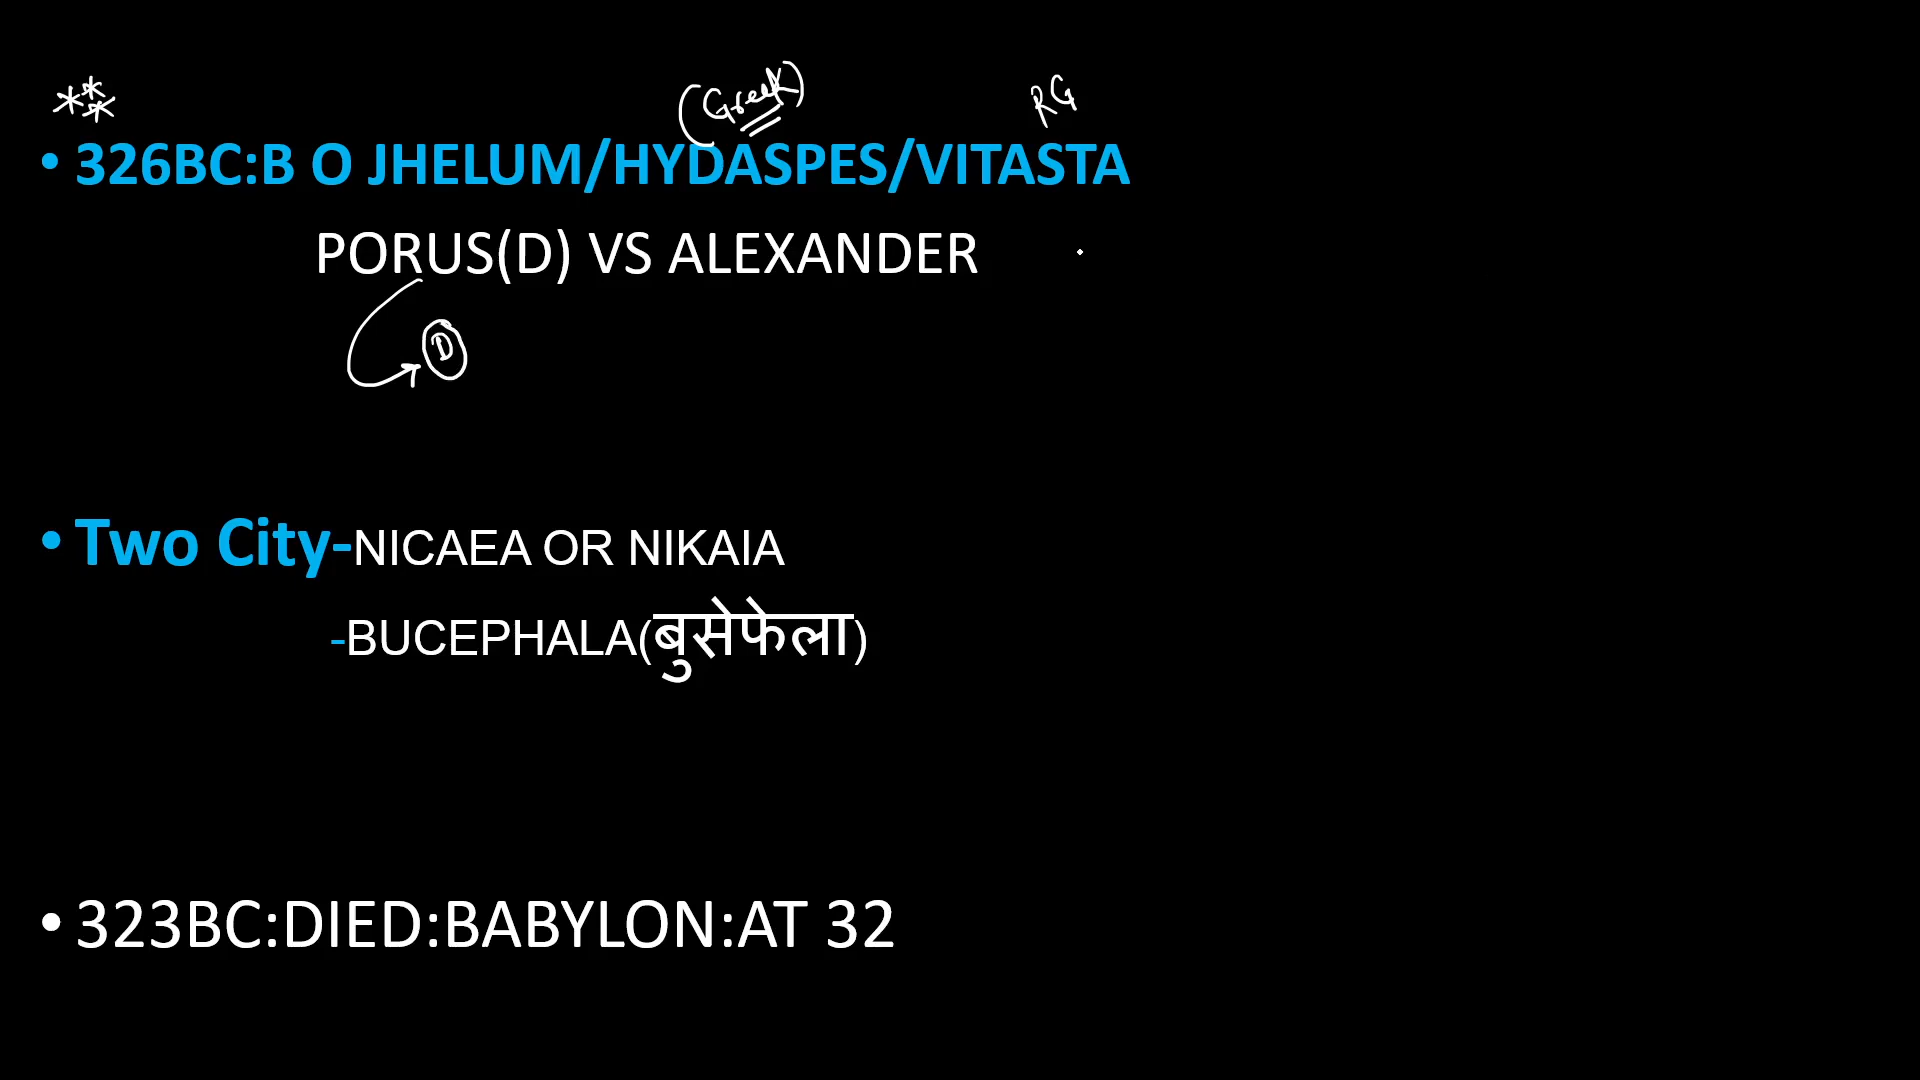 ***
(Greek) RG
• 326BC:B O JHELUM/HYDASPES/VITASTA
PORUS(D) VS ALEXANDER
D
• Two City-NICAEA OR NIKAIA
-BUCEPHALA(बुसेफेला)
• 323BC:DIED:BABYLON:AT 32